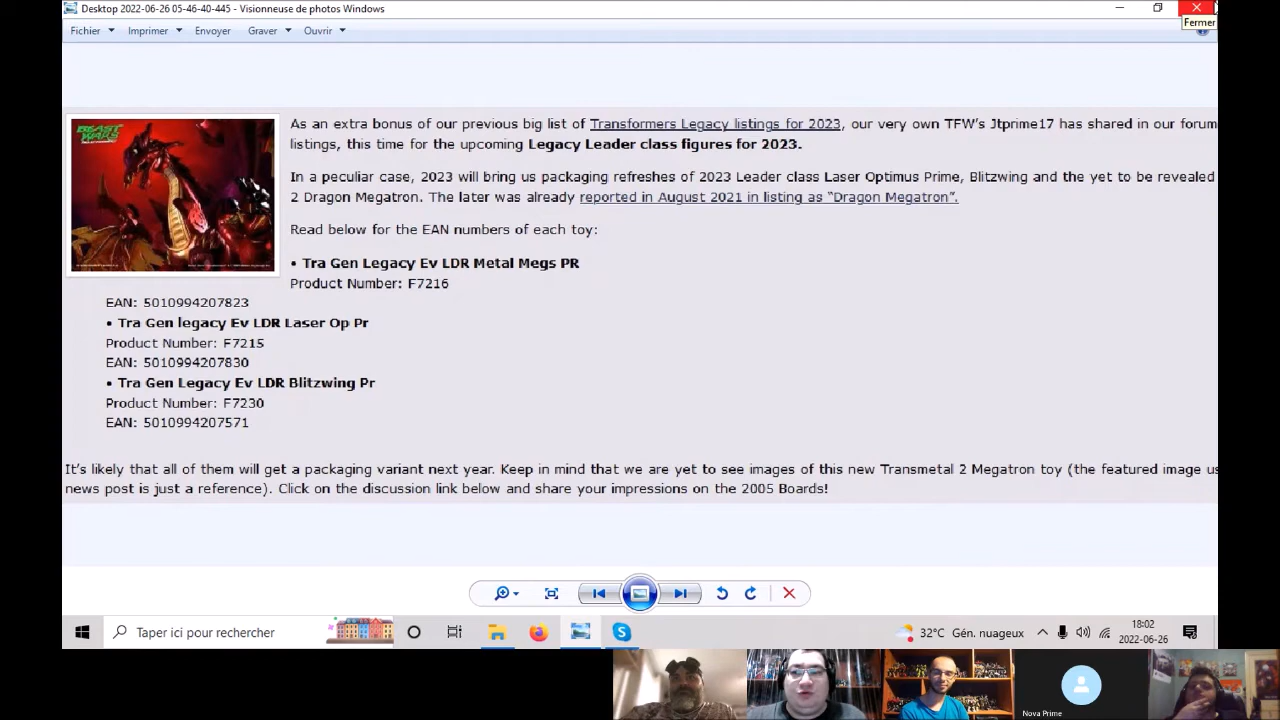 Desktop 2022-06-26 05-46-40-445 - Visionneuse de photos Windows
Fermer
Fichier Imprimer Envoyer Graver Ouvrir
BEAST WARS
As an extra bonus of our previous big list of Transformers Legacy listings for 2023, our very own TFW's Jtprime17 has shared in our forum
listings, this time for the upcoming Legacy Leader class figures for 2023.
In a peculiar case, 2023 will bring us packaging refreshes of 2023 Leader class Laser Optimus Prime, Blitzwing and the yet to be revealed
2 Dragon Megatron. The later was already reported in August 2021 in listing as “Dragon Megatron”.
Read below for the EAN numbers of each toy:
• Tra Gen Legacy Ev LDR Metal Megs PR
Product Number: F7216
EAN: 5010994207823
• Tra Gen legacy Ev LDR Laser Op Pr
Product Number: F7215
EAN: 5010994207830
• Tra Gen Legacy Ev LDR Blitzwing Pr
Product Number: F7230
EAN: 5010994207571
It's likely that all of them will get a packaging variant next year. Keep in mind that we are yet to see images of this new Transmetal 2 Megatron toy (the featured image us
news post is just a reference). Click on the discussion link below and share your impressions on the 2005 Boards!
Taper ici pour rechercher
32°C Gén. nuageux
18:02
2022-06-26
Nova Prime